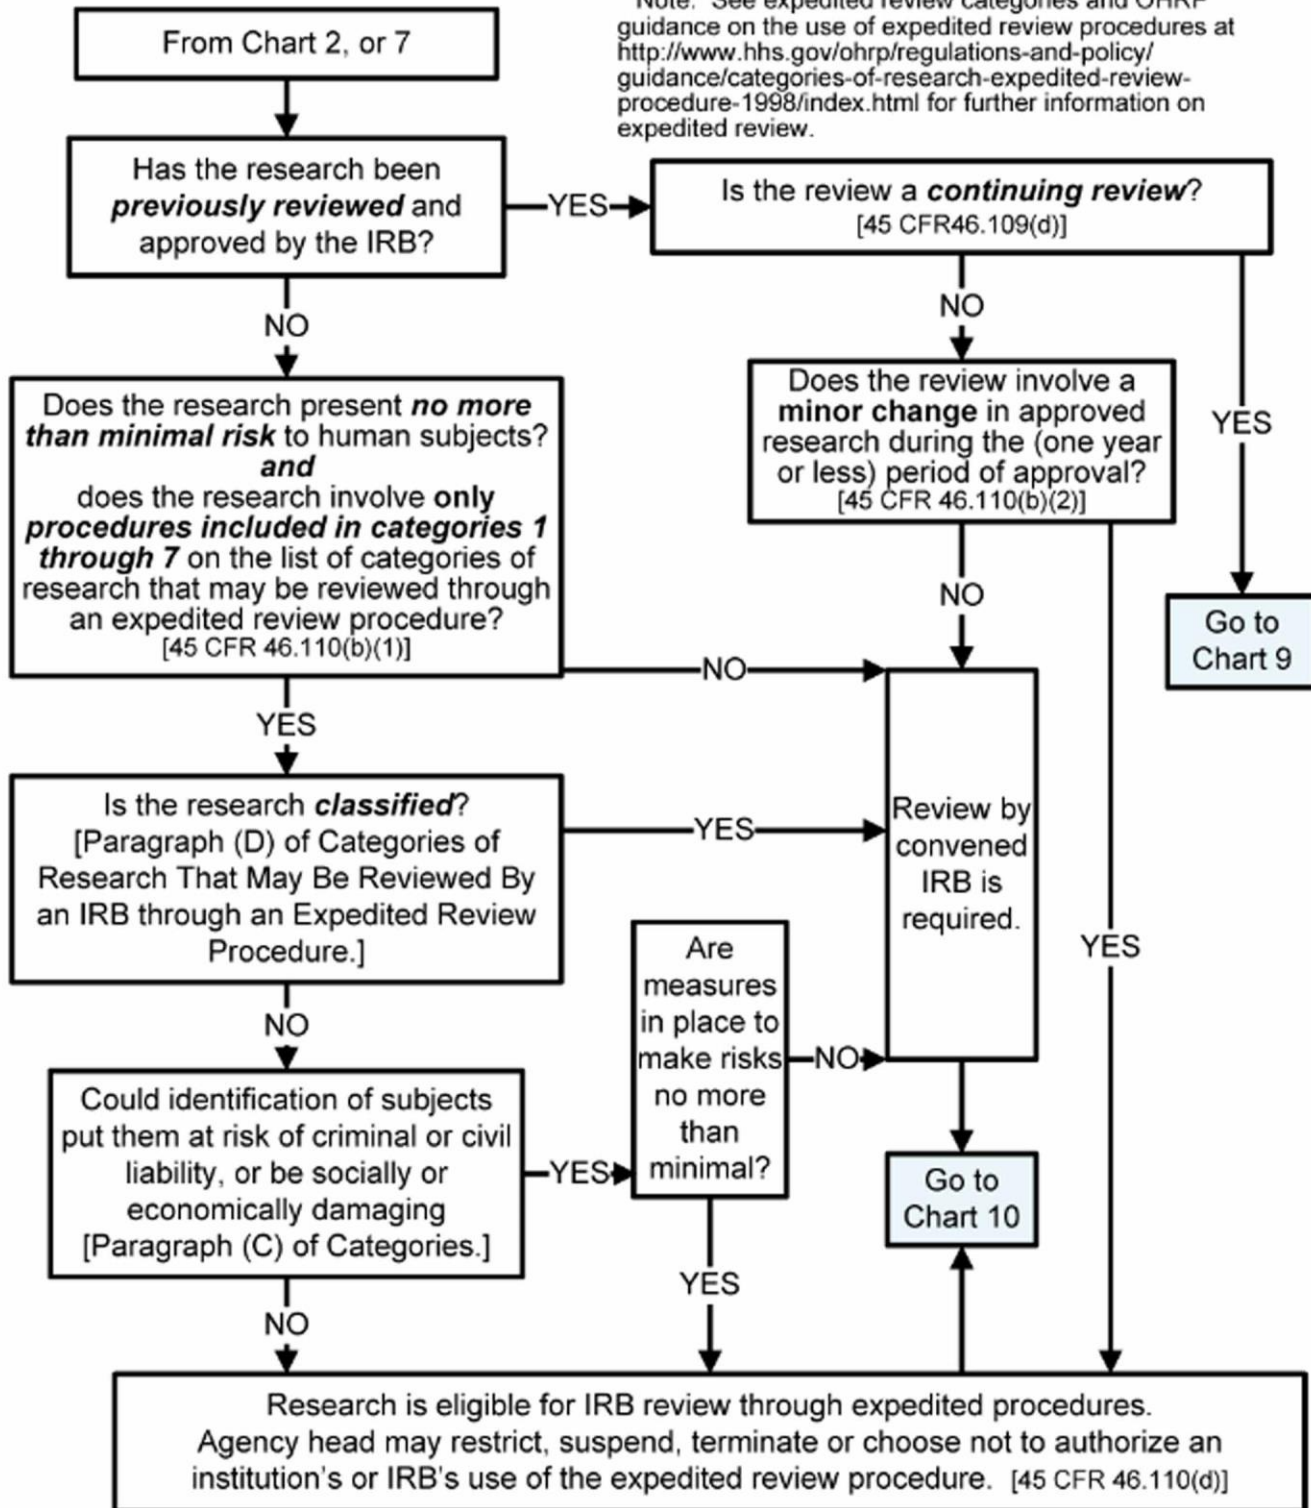 Note: See expedited review categories and OHRP
guidance on the use of expedited review procedures at
http://www.hhs.gov/ohrp/regulations-and-policy/
guidance/categories-of-research-expedited-review-
procedure-1998/index.html for further information on
expedited review.
From Chart 2, or 7
Has the research been
previously reviewed and
approved by the IRB?
YES
Is the review a continuing review?
[45 CFR46.109(d)]
NO
NO
YES
Does the research present no more
than minimal risk to human subjects?
and
does the research involve only
procedures included in categories 1
through 7 on the list of categories of
research that may be reviewed through
an expedited review procedure?
[45 CFR 46.110(b)(1)]
Does the review involve a
minor change in approved
research during the (one year
or less) period of approval?
[45 CFR 46.110(b)(2)]
NO
Go to
Chart 9
NO
YES
Is the research classified?
[Paragraph (D) of Categories of
Research That May Be Reviewed By
an IRB through an Expedited Review
Procedure.]
YES
Review by
convened
IRB is
required.
YES
Are
measures
in place to
make risks
no more
than
minimal?
NO
NO
Could identification of subjects
put them at risk of criminal or civil
liability, or be socially or
economically damaging
[Paragraph (C) of Categories.]
YES
Go to
Chart 10
YES
NO
Research is eligible for IRB review through expedited procedures.
Agency head may restrict, suspend, terminate or choose not to authorize an
institution's or IRB's use of the expedited review procedure. [45 CFR 46.110(d)]